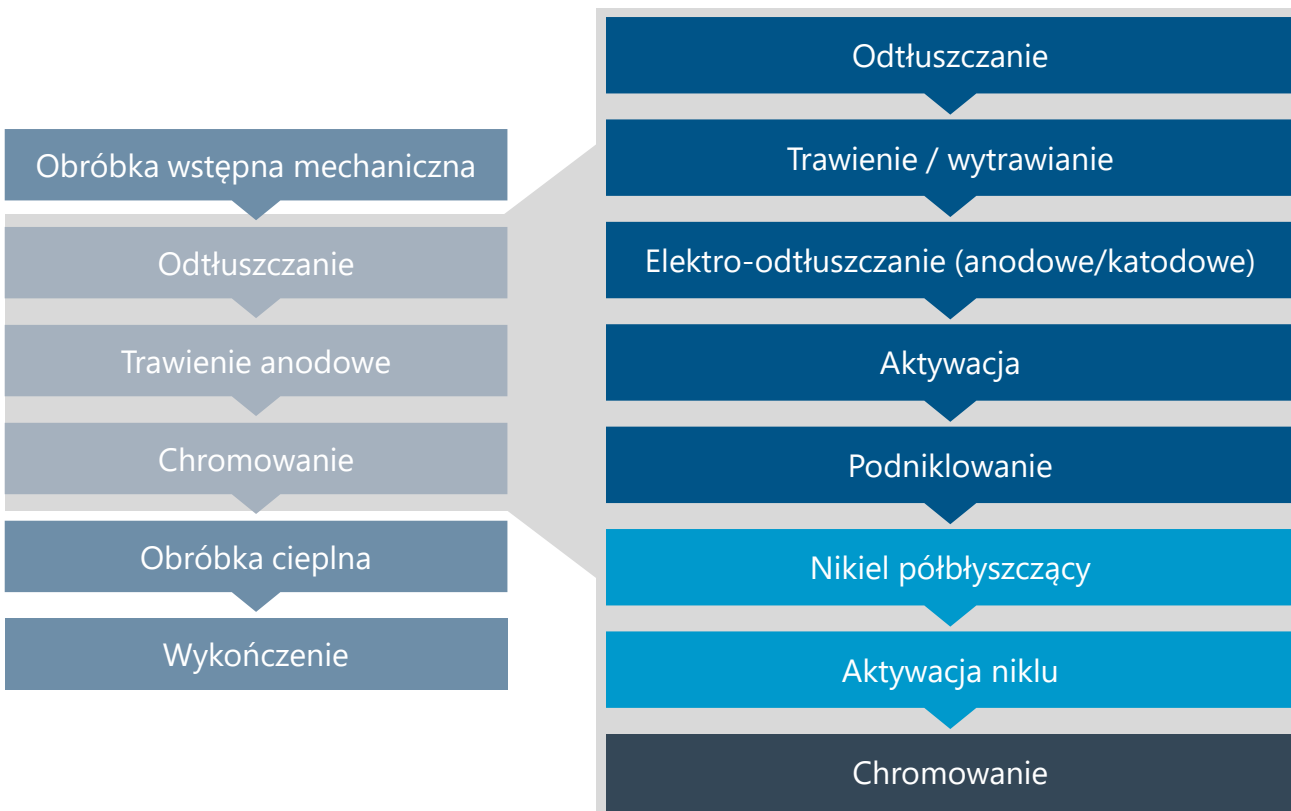 Obróbka wstępna mechaniczna
Odtłuszczanie
Trawienie anodowe
Chromowanie
Obróbka cieplna
Wykończenie
Odtłuszczanie
Trawienie / wytrawianie
Elektro-odtłuszczanie (anodowe/katodowe)
Aktywacja
Podniklowanie
Nikiel półbłyszczący
Aktywacja niklu
Chromowanie